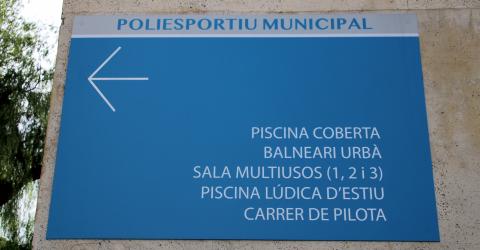 POLIESPORTIU MUNICIPAL
PISCINA COBERTA
BALNEARI URBÀ
SALA MULTIUSOS (1, 2 i 3)
PISCINA LÚDICA D'ESTIU
CARRER DE PILOTA